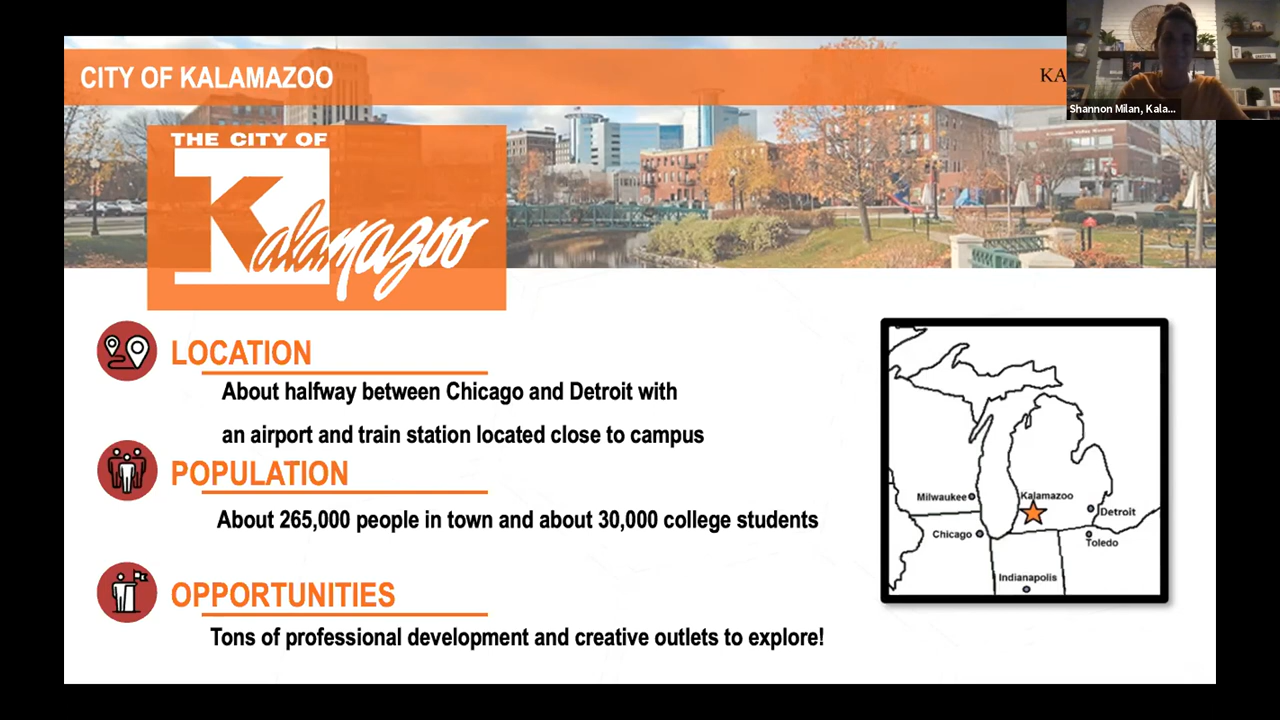 CITY OF KALAMAZOO
KA
Shannon Milan, Kala...
THE CITY OF
Kalamazoo
LOCATION
About halfway between Chicago and Detroit with
an airport and train station located close to campus
POPULATION
About 265,000 people in town and about 30,000 college students
OPPORTUNITIES
Tons of professional development and creative outlets to explore!
Milwaukee
Kalamazoo
Detroit
Chicago
Toledo
Indianapolis